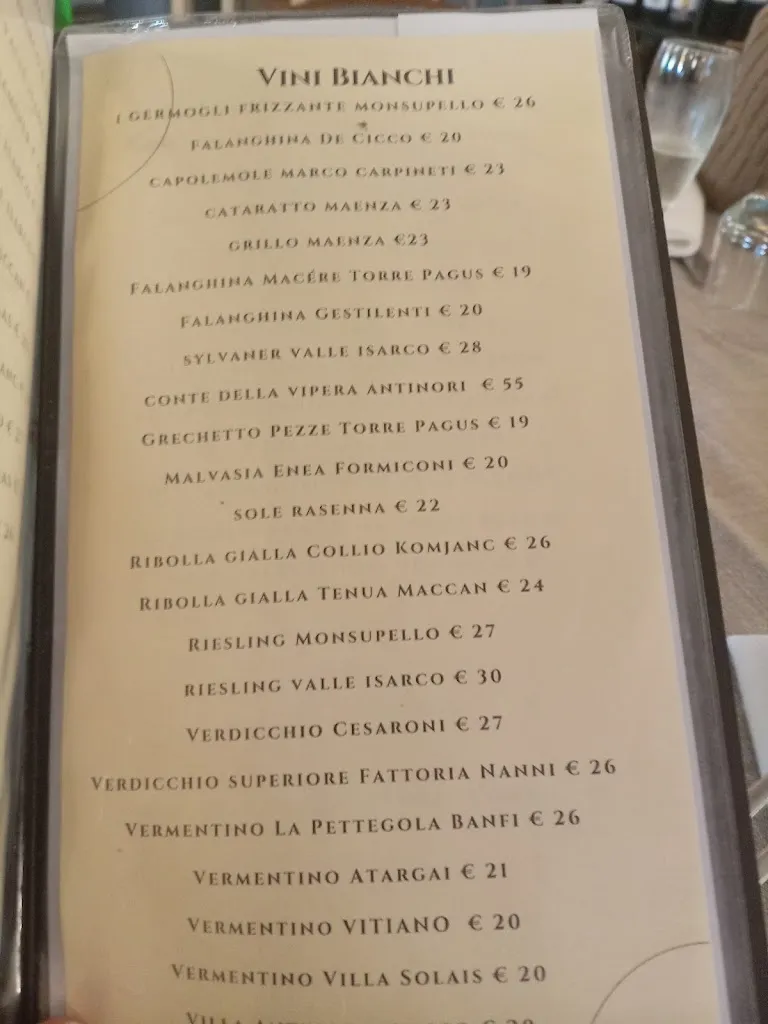 VINI BIANCHI
I GERMOGLI FRIZZANTE MONSUPELLO € 26
FALANGHINA DE CICCO € 20
CAPOLEMOLE MARCO CARPINETI € 23
CATARATTO MAENZA € 23
GRILLO MAENZA €23
FALANGHINA MACÉRE TORRE PAGUS € 19
FALANGHINA GESTILENTI € 20
SYLVANER VALLE ISARCO € 28
CONTE DELLA VIPERA ANTINORI € 55
GRECHETTO PEZZE TORRE PAGUS € 19
MALVASIA ENEA FORMICONI € 20
SOLE RASENNA € 22
RIBOLLA GIALLA COLLIO KOMJANC € 26
RIBOLLA GIALLA TENUA MACCAN € 24
RIESLING MONSUPELLO € 27
RIESLING VALLE ISARCO € 30
VERDICCHIO CESARONI € 27
VERDICCHIO SUPERIORE FATTORIA NANNI € 26
VERMENTINO LA PETTEGOLA BANFI € 26
VERMENTINO ATARGAI € 21
VERMENTINO VITIANO € 20
VERMENTINO VILLA SOLAIS € 20
VILLA